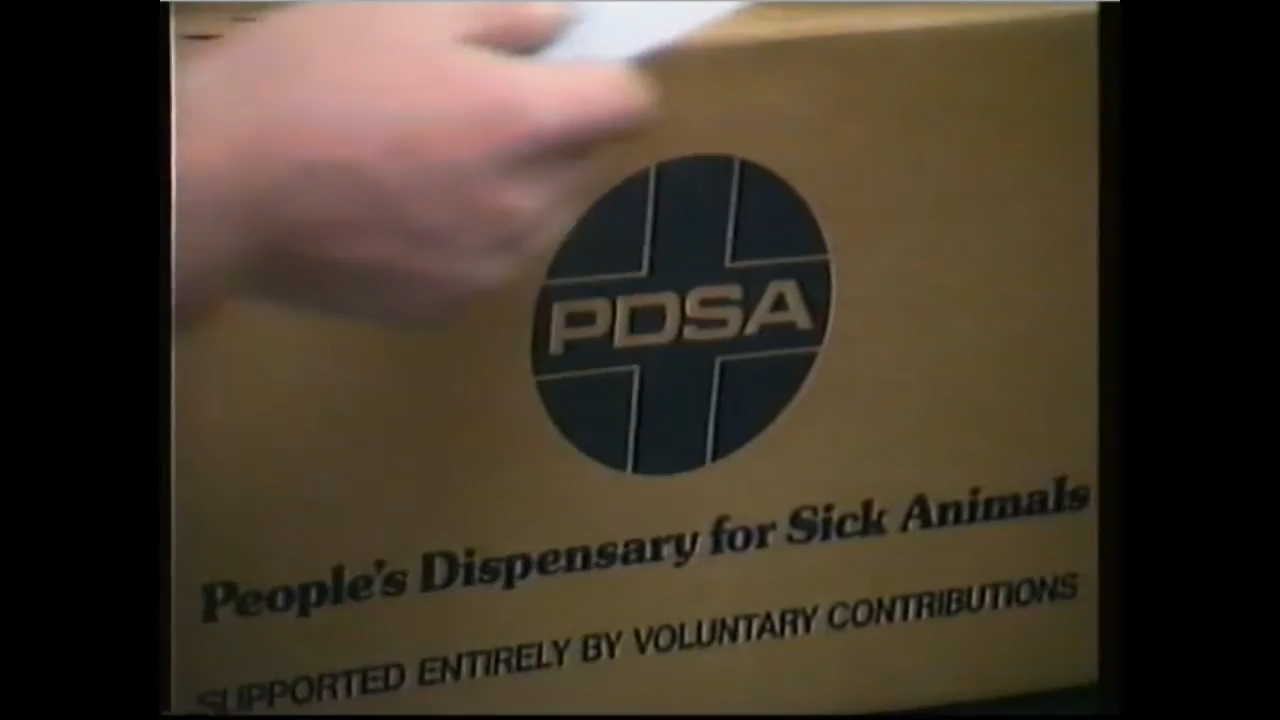 PDSA
People's Dispensary for Sick Animals
SUPPORTED ENTIRELY BY VOLUNTARY CONTRIBUTIONS